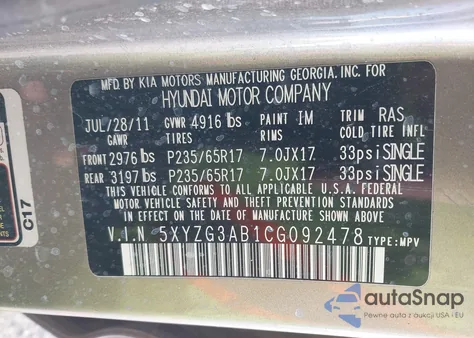 MFD. BY KIA MOTORS MANUFACTURING GEORGIA, INC. FOR
HYUNDAI MOTOR COMPANY
JUL/28/11 GVWR 4916 lbs PAINT IM TRIM RAS
GAWR TIRES RIMS COLD TIRE INFL
FRONT 2976 lbs P235/65R17 7.0JX17 33psi SINGLE
REAR 3197 lbs P235/65R17 7.0JX17 33psi SINGLE
THIS VEHICLE CONFORMS TO ALL APPLICABLE U.S.A. FEDERAL
MOTOR VEHICLE SAFETY AND THEFT PREVENTION
STANDARDS IN EFFECT ON THE DATE OF MANUFACTURE SHOWN ABOVE.
V.I.N 5XYZG3AB1CG092478 TYPE: MPV
C17
autoSnap
Pewne auta z aukcji USA i EU